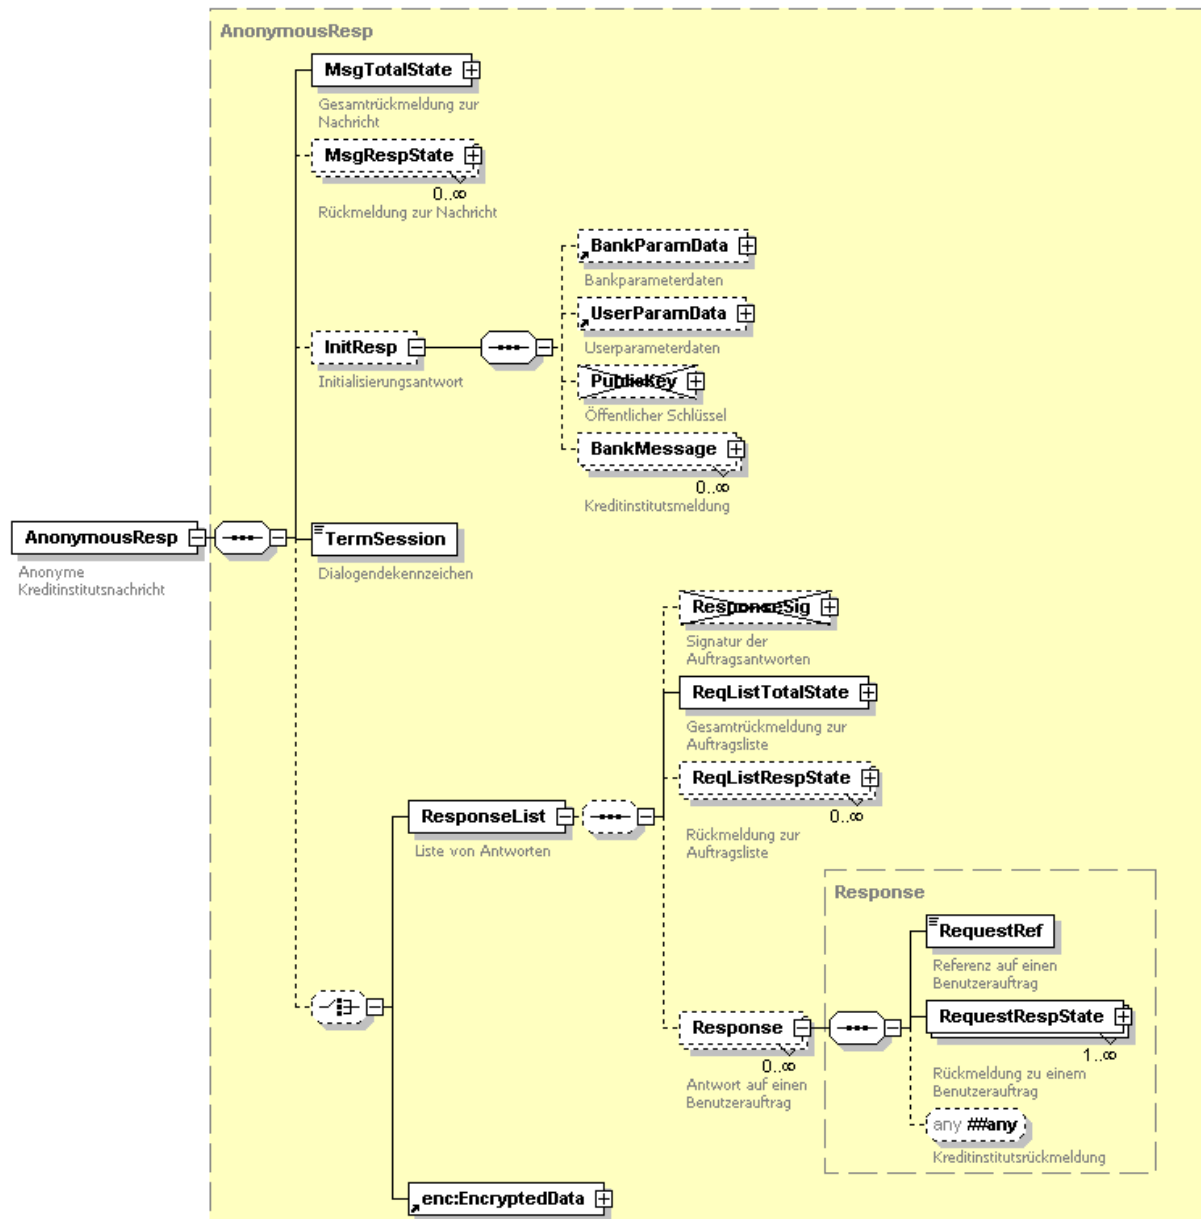 AnonymousResp
MsgTotalState
Gesamtrückmeldung zur
Nachricht
MsgRespState
0..∞
Rückmeldung zur Nachricht
BankParamData
Bankparameterdaten
UserParamData
Userparameterdaten
InitResp
Initialisierungsantwort
PublicKey
Öffentlicher Schlüssel
BankMessage
0..∞
Kreditinstitutsmeldung
AnonymousResp
Anonyme
Kreditinstitutsnachricht
TermSession
Dialogendekennzeichen
ResponseSig
Signatur der
Auftragsantworten
ReqListTotalState
Gesamtrückmeldung zur
Auftragsliste
ReqListRespState
0..∞
Rückmeldung zur
Auftragsliste
ResponseList
Liste von Antworten
Response
RequestRef
Referenz auf einen
Benutzerauftrag
RequestRespState
1..∞
Rückmeldung zu einem
Benutzerauftrag
Response
0..∞
Antwort auf einen
Benutzerauftrag
any ##any
Kreditinstitutsrückmeldung
enc:EncryptedData